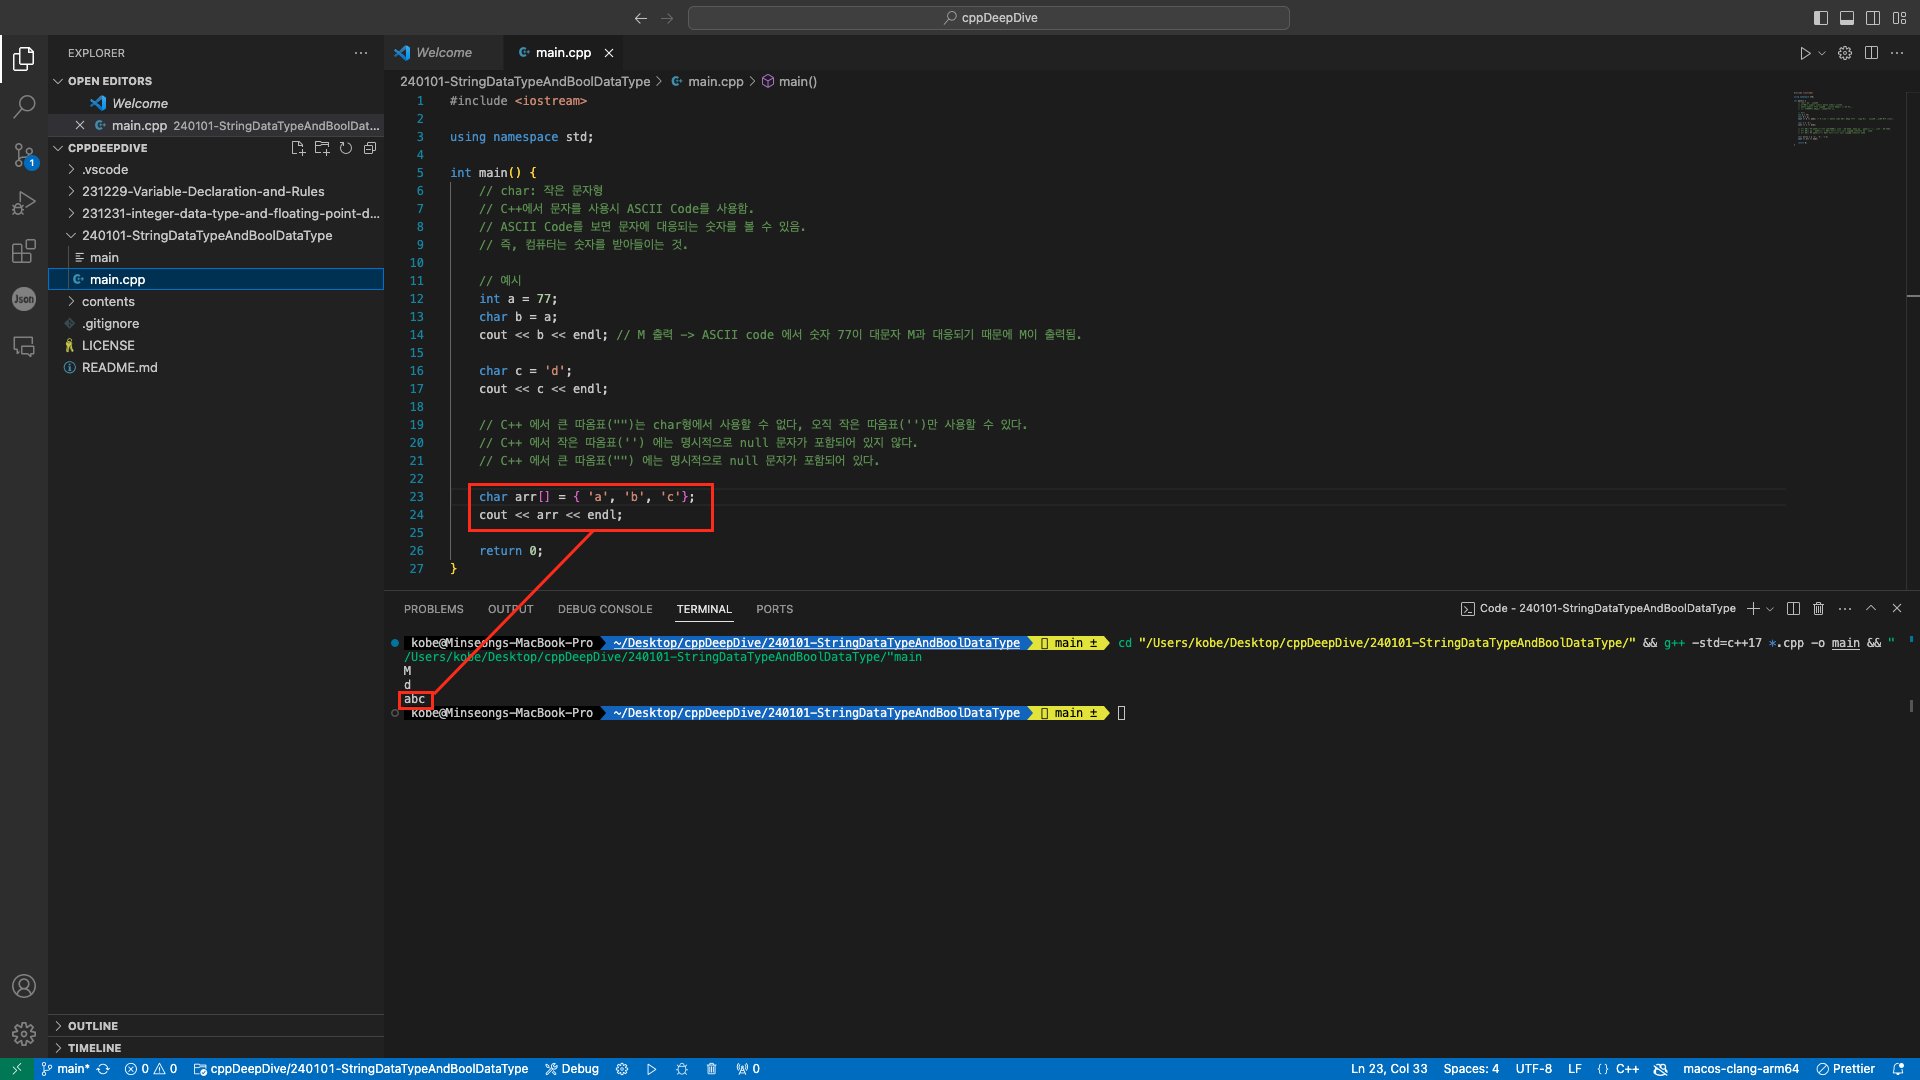 cppDeepDive
EXPLORER
OPEN EDITORS
Welcome
main.cpp 240101-StringDataTypeAndBoolDat...
CPPDEEPDIVE
.vscode
231229-Variable-Declaration-and-Rules
231231-integer-data-type-and-floating-point-d...
240101-StringDataTypeAndBoolDataType
main
main.cpp
contents
.gitignore
LICENSE
README.md
OUTLINE
TIMELINE
1
Json
Welcome
main.cpp
240101-StringDataTypeAndBoolDataType > main.cpp > main()
1 #include <iostream>
2
3 using namespace std;
4
5 int main() {
6 // char: 작은 문자형
7 // C++에서 문자를 사용시 ASCII Code를 사용함.
8 // ASCII Code를 보면 문자에 대응되는 숫자를 볼 수 있음.
9 // 즉, 컴퓨터는 숫자를 받아들이는 것.
10
11 // 예시
12 int a = 77;
13 char b = a;
14 cout << b << endl; // M 출력 -> ASCII code 에서 숫자 77이 대문자 M과 대응되기 때문에 M이 출력됨.
15
16 char c = 'd';
17 cout << c << endl;
18
19 // C++ 에서 큰 따옴표("")는 char형에서 사용할 수 없다, 오직 작은 따옴표('')만 사용할 수 있다.
20 // C++ 에서 작은 따옴표('') 에는 명시적으로 null 문자가 포함되어 있지 않다.
21 // C++ 에서 큰 따옴표("") 에는 명시적으로 null 문자가 포함되어 있다.
22
23 char arr[] = { 'a', 'b', 'c'};
24 cout << arr << endl;
25
26 return 0;
27 }
PROBLEMS OUTPUT DEBUG CONSOLE TERMINAL PORTS
Code - 240101-StringDataTypeAndBoolDataType
kobe@Minseongs-MacBook-Pro ~/Desktop/cppDeepDive/240101-StringDataTypeAndBoolDataType main ± cd "/Users/kobe/Desktop/cppDeepDive/240101-StringDataTypeAndBoolDataType/" && g++ -std=c++17 *.cpp -o main && "
/Users/kobe/Desktop/cppDeepDive/240101-StringDataTypeAndBoolDataType/"main
M
d
abc
kobe@Minseongs-MacBook-Pro ~/Desktop/cppDeepDive/240101-StringDataTypeAndBoolDataType main ±
main* 0 0 cppDeepDive/240101-StringDataTypeAndBoolDataType Debug 0
Ln 23, Col 33 Spaces: 4 UTF-8 LF {} C++ macos-clang-arm64 Prettier